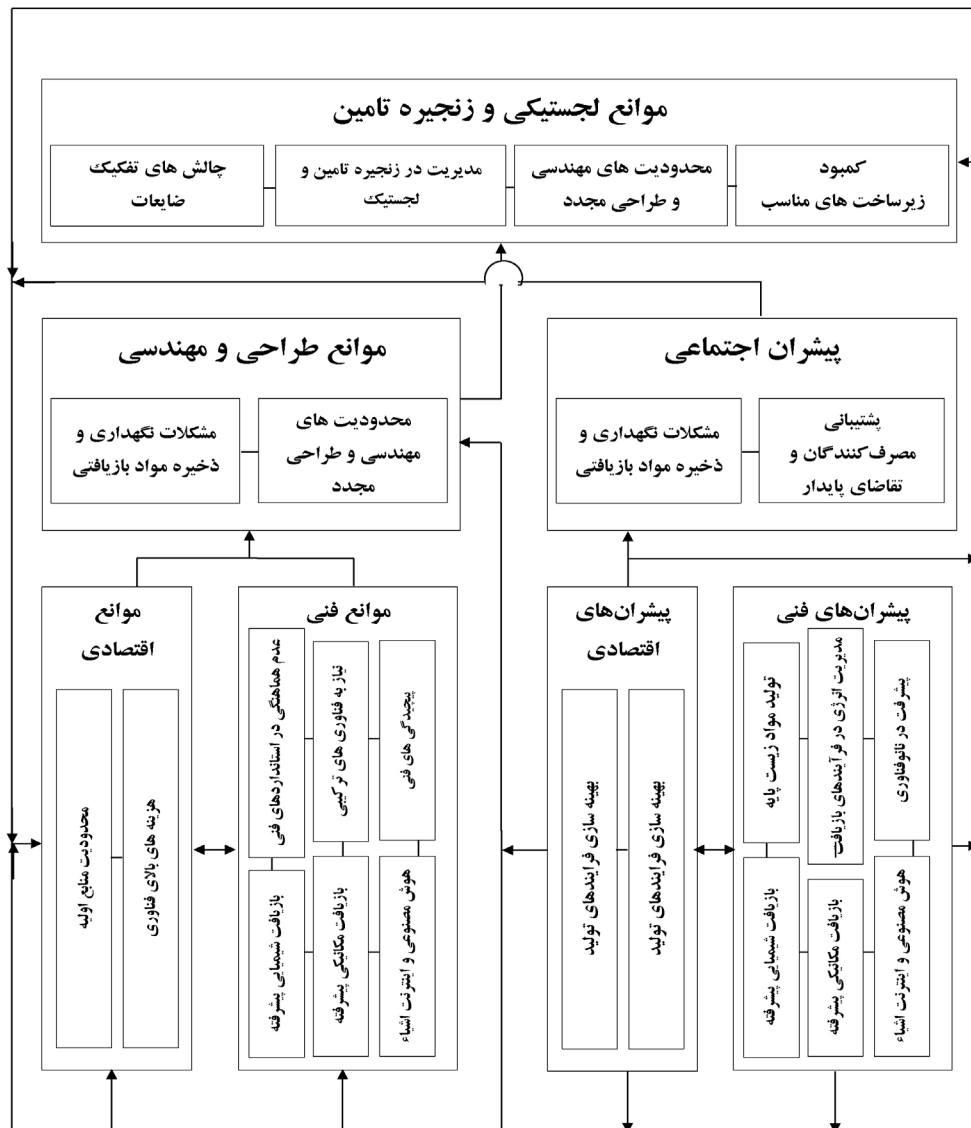 موانع لجستیکی و زنجیره تامین
کمبود
زیرساخت های مناسب
محدودیت های مهندسی
و طراحی مجدد
مدیریت در زنجیره تامین و
لجستیک
چالش های تفکیک
ضایعات
پیشران اجتماعی
پشتیبانی
مصرف‌کنندگان و
تقاضای پایدار
مشکلات نگهداری و
ذخیره مواد بازیافتی
موانع طراحی و مهندسی
محدودیت های
مهندسی و طراحی
مجدد
مشکلات نگهداری و
ذخیره مواد بازیافتی
پیشران‌های فنی
پیشرفت در نانوفناوری
مدیریت انرژی در فرآیندهای بازیافت
تولید مواد زیست پایه
هوش مصنوعی و اینترنت اشیاء
بازیافت مکانیکی پیشرفته
بازیافت شیمیایی پیشرفته
پیشران‌های
اقتصادی
بهینه سازی فرایندهای تولید
بهینه سازی فرایندهای تولید
موانع فنی
پیچیدگی های فنی
نیاز به فناوری های ترکیبی
عدم هماهنگی در استانداردهای فنی
هوش مصنوعی و اینترنت اشیاء
بازیافت مکانیکی پیشرفته
بازیافت شیمیایی پیشرفته
موانع
اقتصادی
هزینه های بالای فناوری
محدودیت منابع اولیه